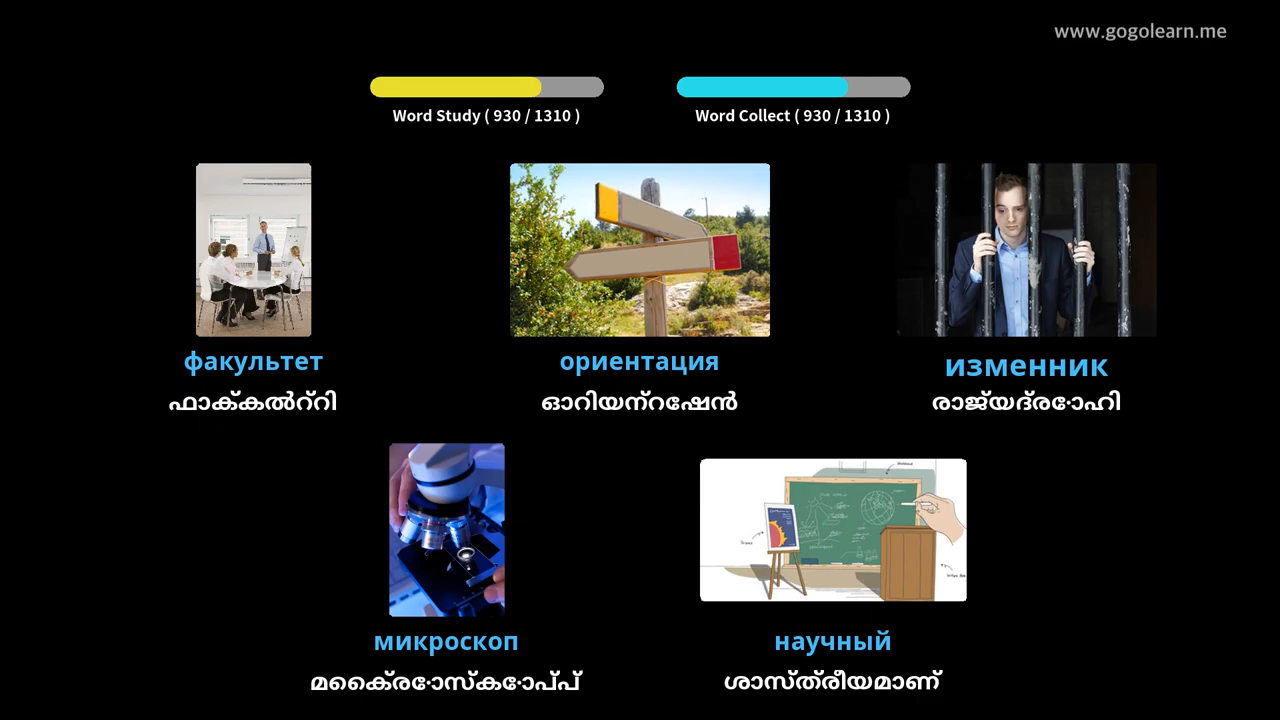 www.gogolearn.me
Word Study ( 930 / 1310 )
Word Collect ( 930 / 1310 )
факультет
ഫാക്കൽറ്റി
ориентация
ഓറിയന്റഷേൻ
изменник
രാജ്യദ്രോഹി
микроскоп
മൈക്രോസ്കോപ്പ്
научный
ശാസ്ത്രീയമാണ്